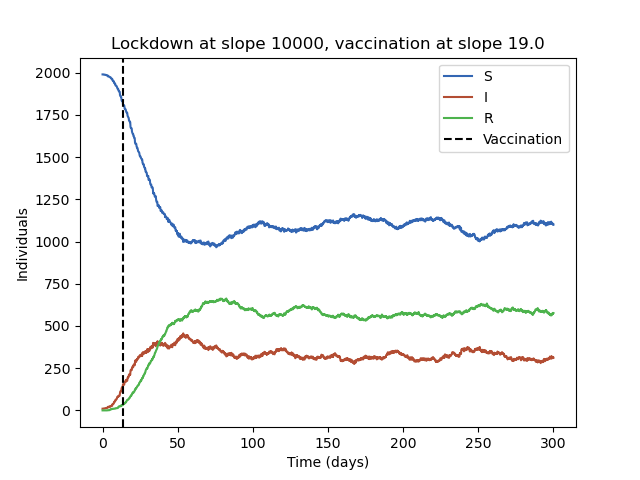 Lockdown at slope 10000, vaccination at slope 19.0
S
I
R
Vaccination
2000
1750
1500
1250
1000
750
500
250
0
Individuals
0 50 100 150 200 250 300
Time (days)